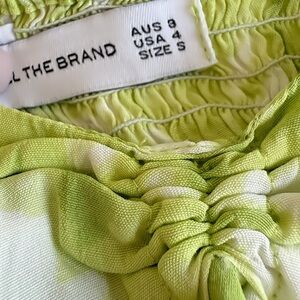 L THE BRAND
AUS 8
USA 4
SIZE S